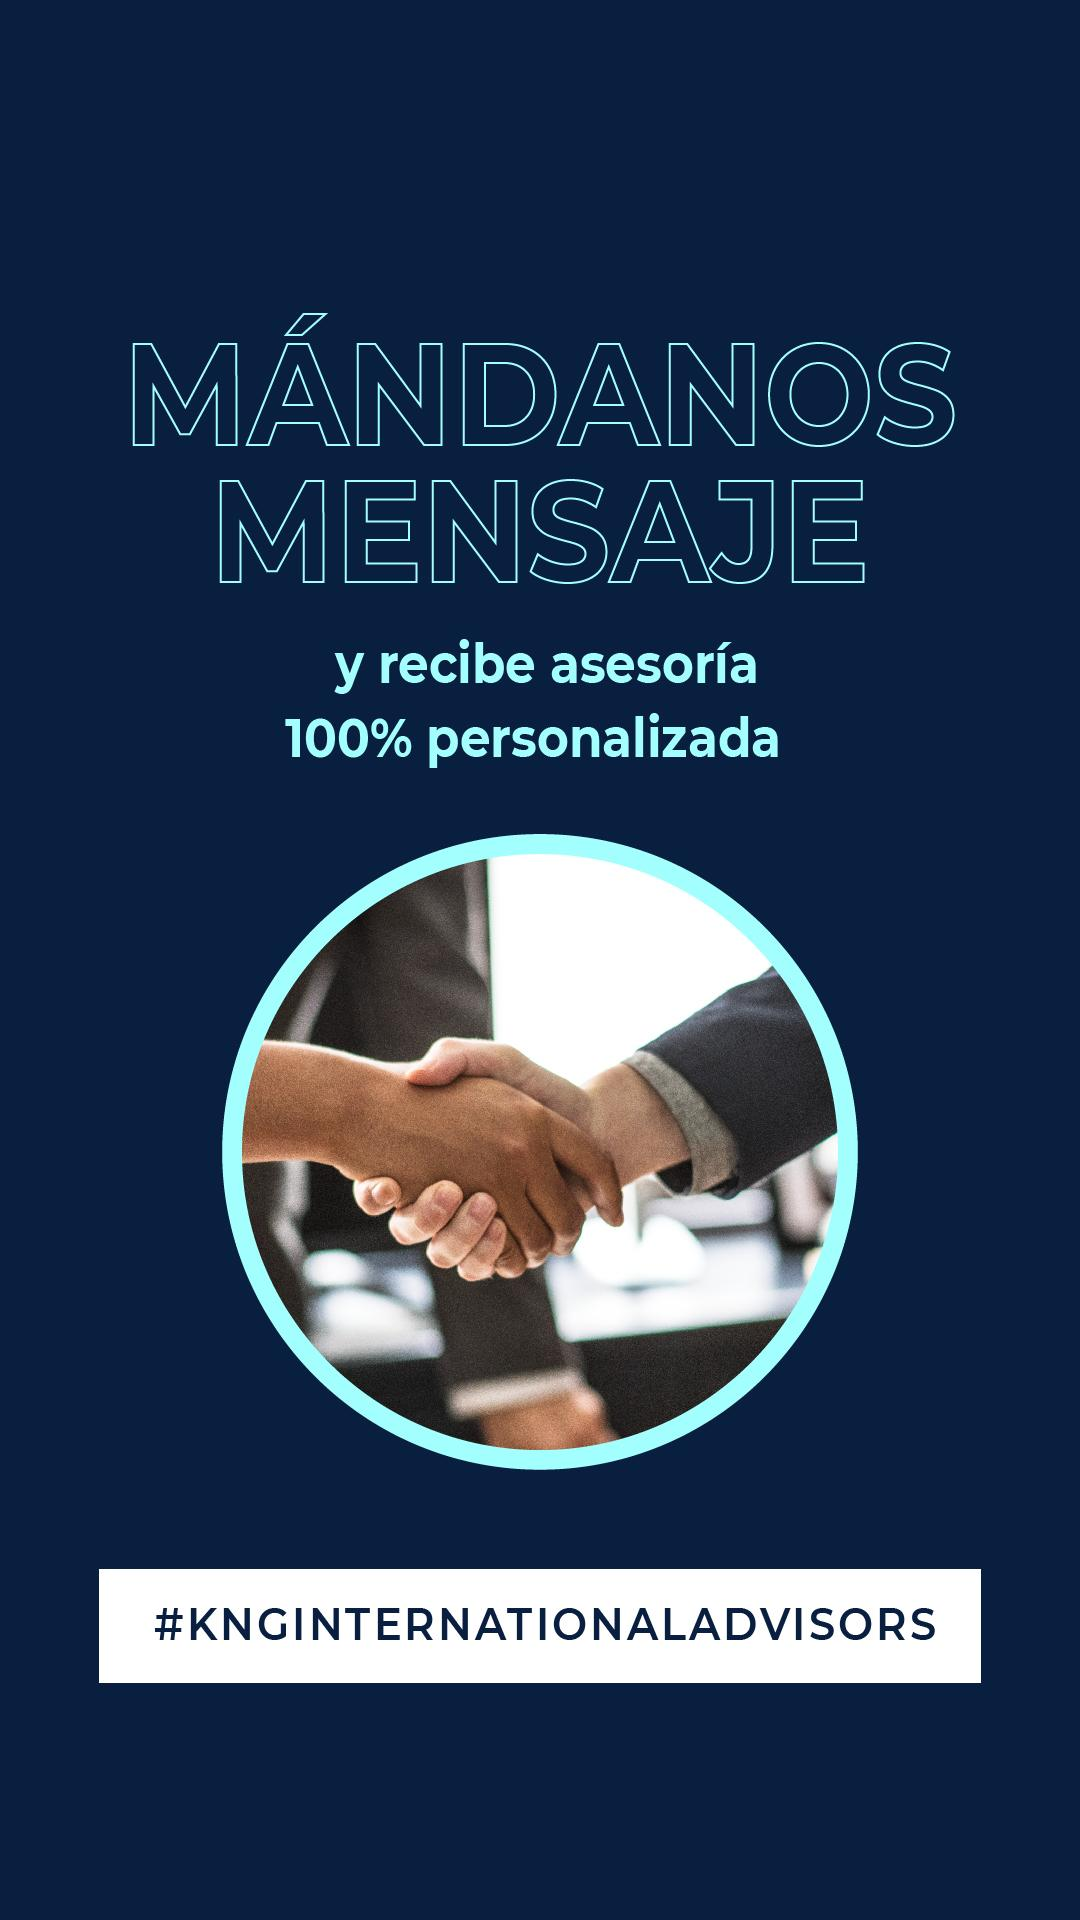 MÁNDANOS
MENSAJE
y recibe asesoría
100% personalizada
#KNGINTERNATIONALADVISORS